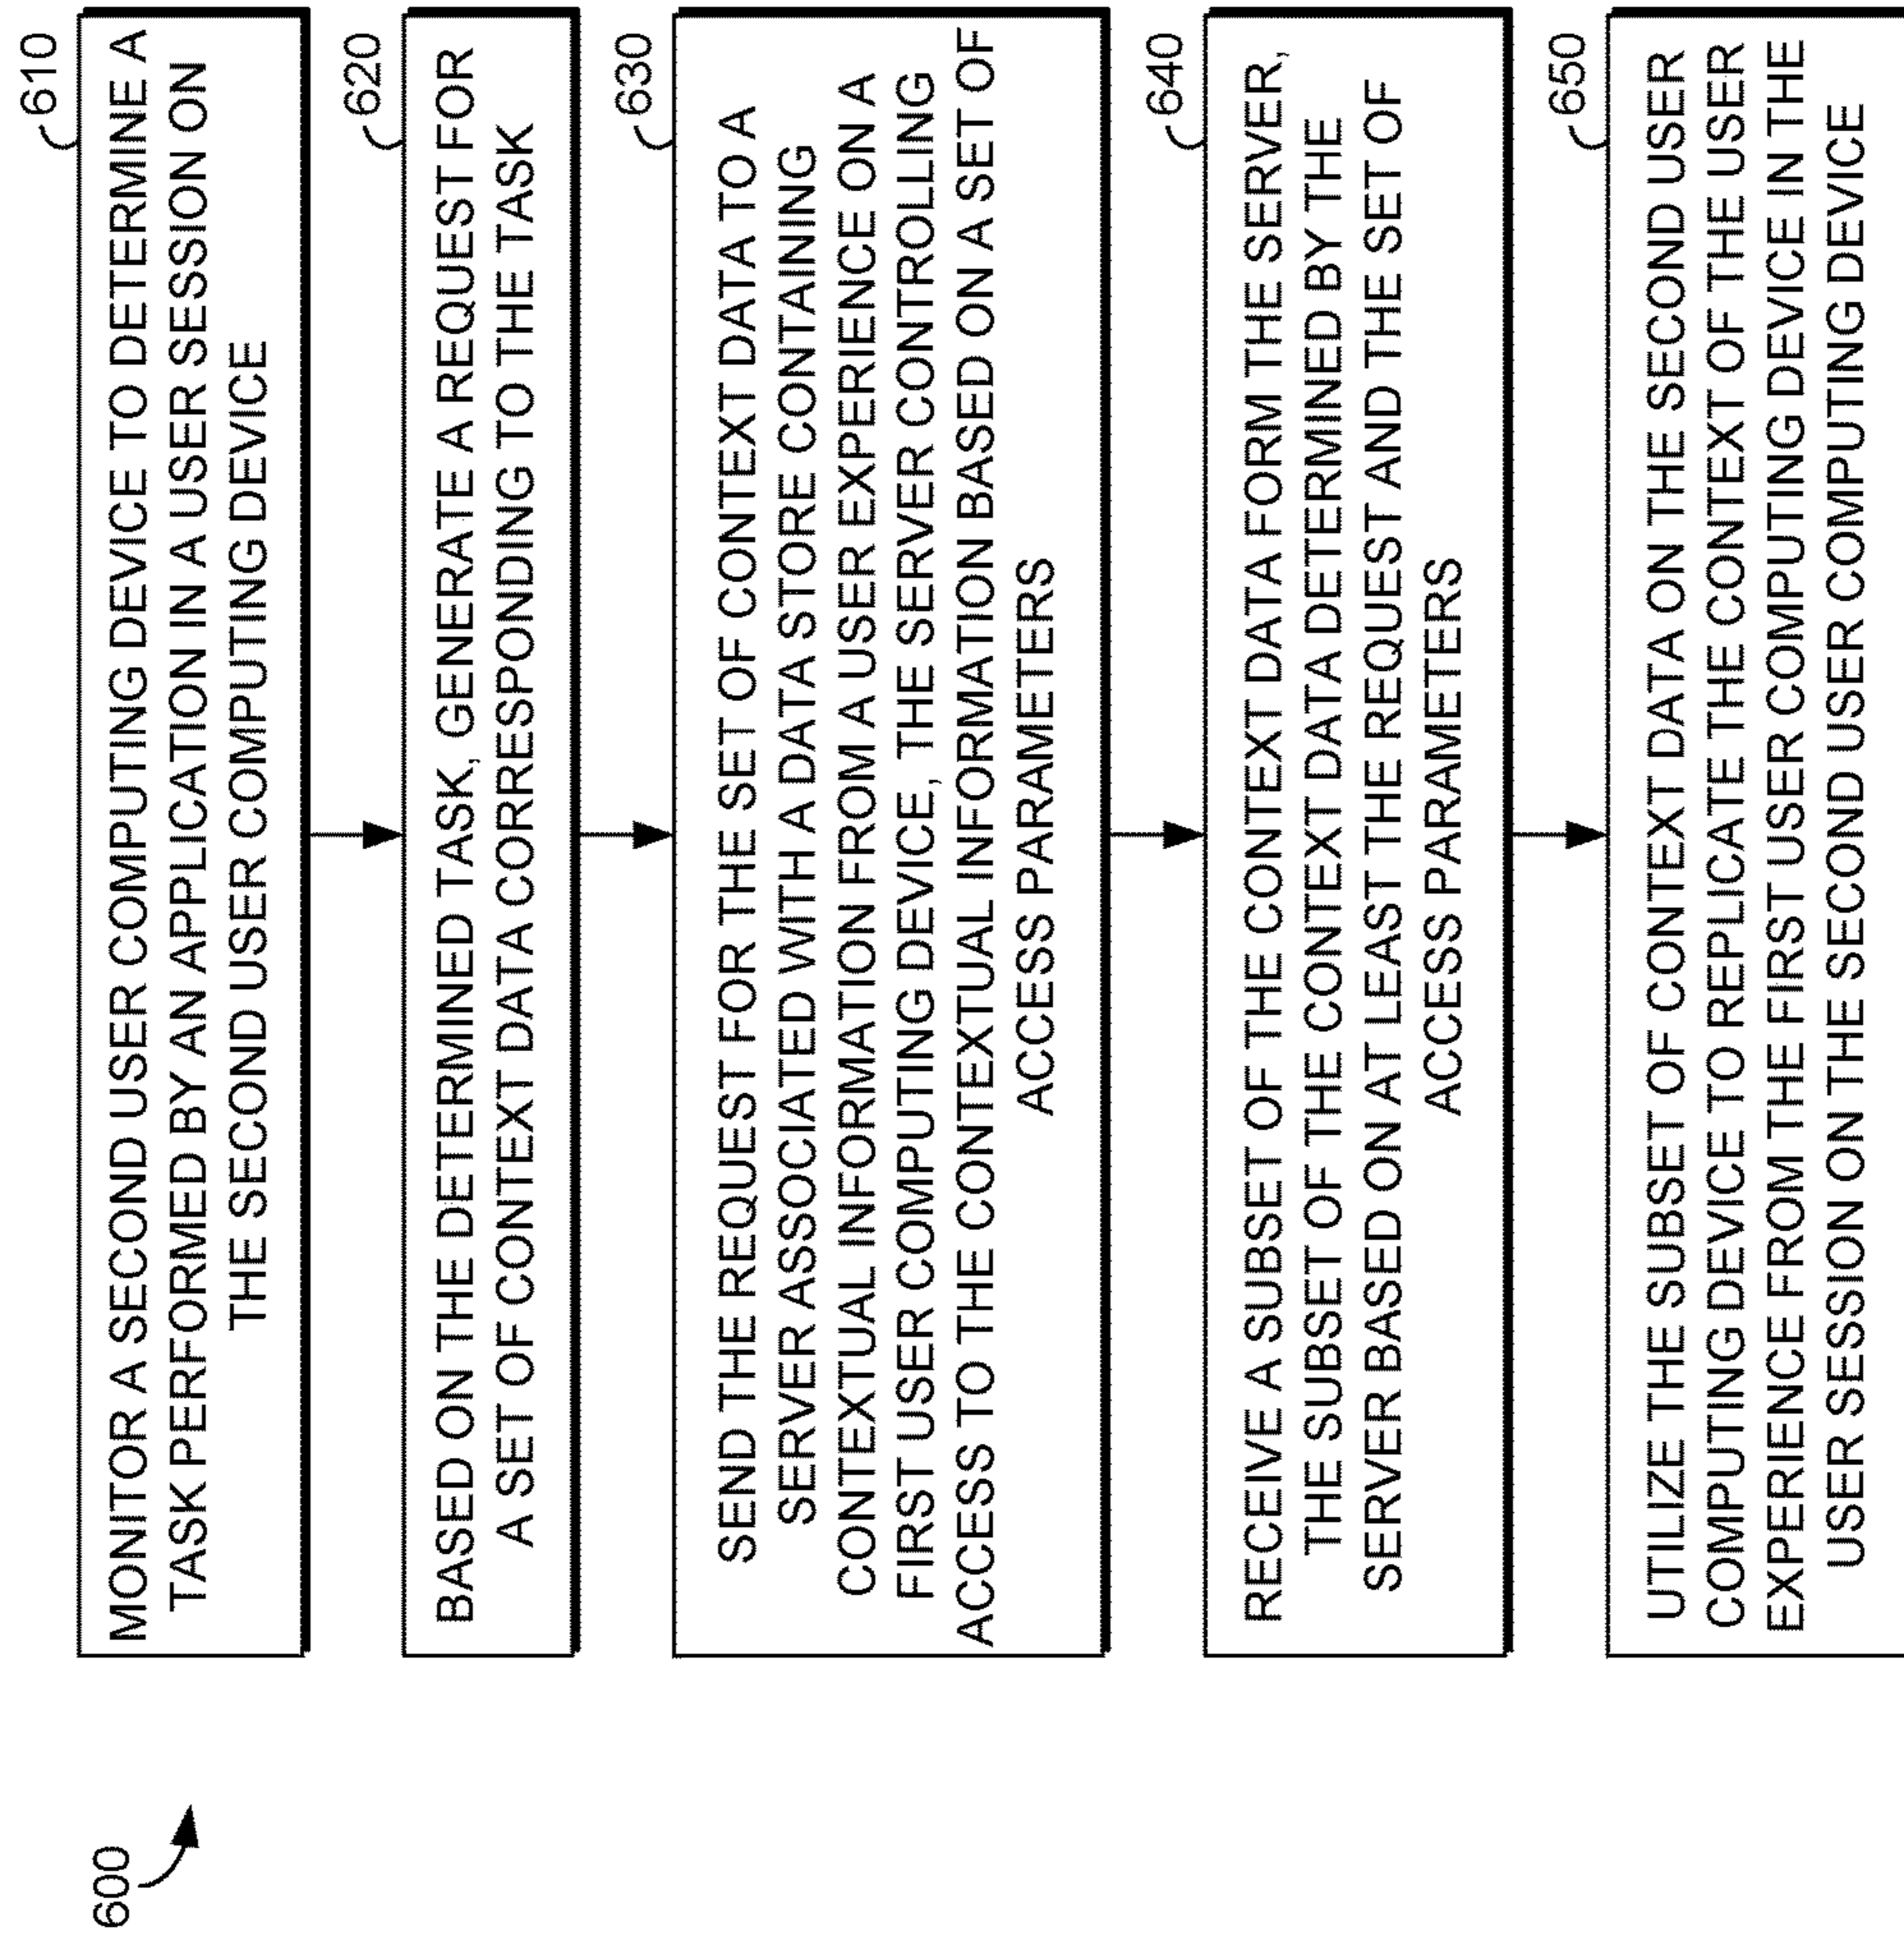 600
610
MONITOR A SECOND USER COMPUTING DEVICE TO DETERMINE A
TASK PERFORMED BY AN APPLICATION IN A USER SESSION ON
THE SECOND USER COMPUTING DEVICE
620
BASED ON THE DETERMINED TASK, GENERATE A REQUEST FOR
A SET OF CONTEXT DATA CORRESPONDING TO THE TASK
630
SEND THE REQUEST FOR THE SET OF CONTEXT DATA TO A
SERVER ASSOCIATED WITH A DATA STORE CONTAINING
CONTEXTUAL INFORMATION FROM A USER EXPERIENCE ON A
FIRST USER COMPUTING DEVICE, THE SERVER CONTROLLING
ACCESS TO THE CONTEXTUAL INFORMATION BASED ON A SET OF
ACCESS PARAMETERS
640
RECEIVE A SUBSET OF THE CONTEXT DATA FORM THE SERVER,
THE SUBSET OF THE CONTEXT DATA DETERMINED BY THE
SERVER BASED ON AT LEAST THE REQUEST AND THE SET OF
ACCESS PARAMETERS
650
UTILIZE THE SUBSET OF CONTEXT DATA ON THE SECOND USER
COMPUTING DEVICE TO REPLICATE THE CONTEXT OF THE USER
EXPERIENCE FROM THE FIRST USER COMPUTING DEVICE IN THE
USER SESSION ON THE SECOND USER COMPUTING DEVICE